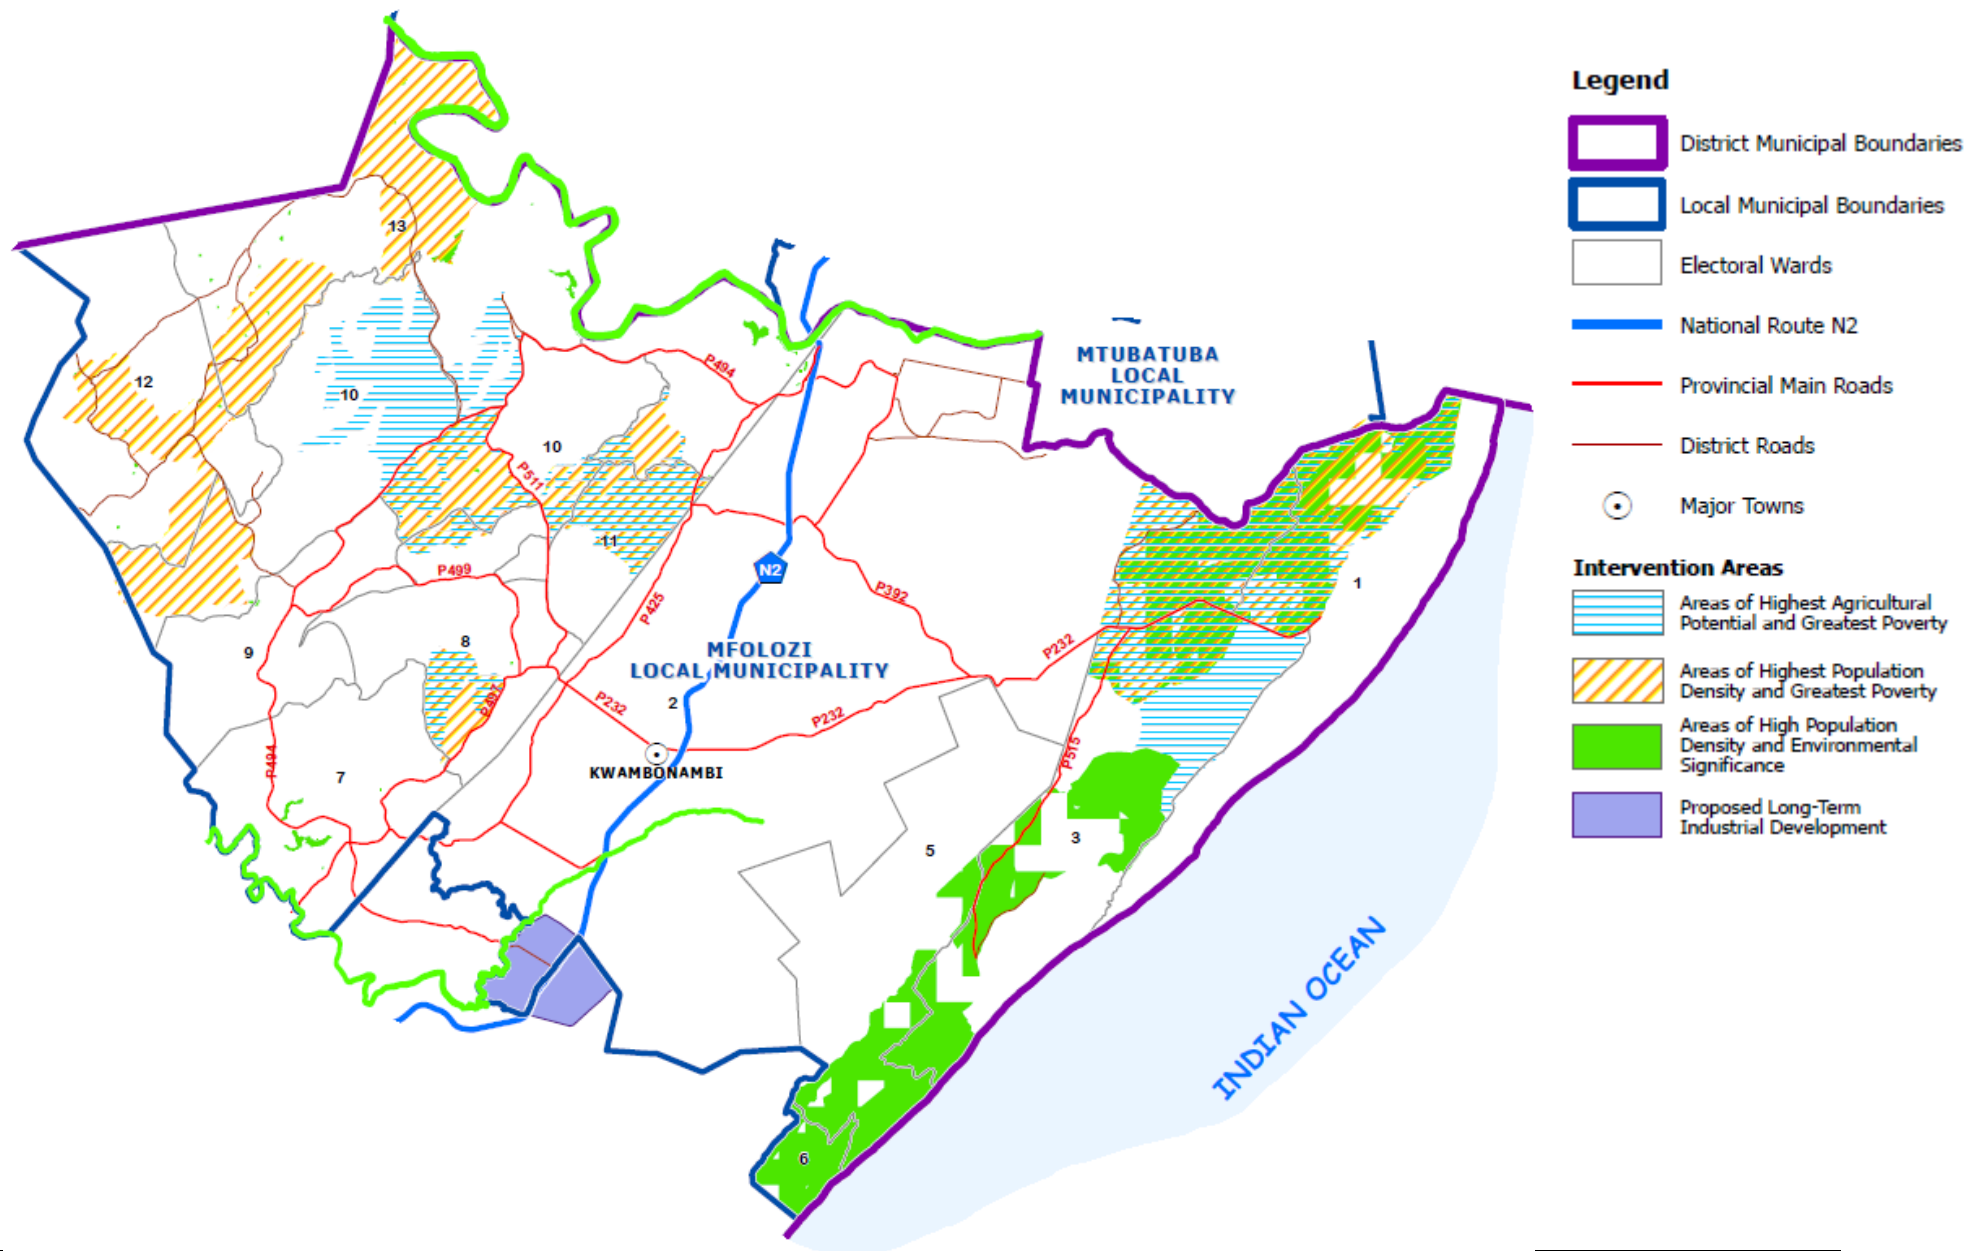 13
12
10
10
11
9
8
7
2
5
3
1
6
P494
P511
P499
P425
P392
P232
P232
P232
P497
P494
P515
N2
MTUBATUBA
LOCAL
MUNICIPALITY
MFOLOZI
LOCAL MUNICIPALITY
KWAMBONAMBI
INDIAN OCEAN
Legend
District Municipal Boundaries
Local Municipal Boundaries
Electoral Wards
National Route N2
Provincial Main Roads
District Roads
Major Towns
Intervention Areas
Areas of Highest Agricultural
Potential and Greatest Poverty
Areas of Highest Population
Density and Greatest Poverty
Areas of High Population
Density and Environmental
Significance
Proposed Long-Term
Industrial Development